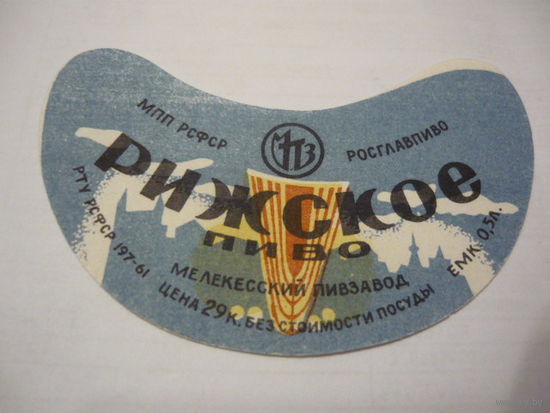 МПП РСФСР
МПЗ
РОСГЛАВПИВО
РИЖСКОЕ
ПИВО
РТУ РСФСР 197-61
МЕЛЕКЕССКИЙ ПИВЗАВОД
ЕМК. 0,5л.
ЦЕНА 29К. БЕЗ СТОИМОСТИ ПОСУДЫ